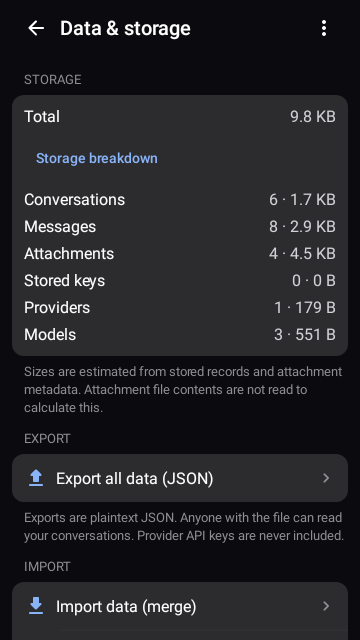 Data & storage
STORAGE
Total 9.8 KB
Storage breakdown
Conversations 6 · 1.7 KB
Messages 8 · 2.9 KB
Attachments 4 · 4.5 KB
Stored keys 0 · 0 B
Providers 1 · 179 B
Models 3 · 551 B
Sizes are estimated from stored records and attachment
metadata. Attachment file contents are not read to
calculate this.
EXPORT
Export all data (JSON)
Exports are plaintext JSON. Anyone with the file can read
your conversations. Provider API keys are never included.
IMPORT
Import data (merge)